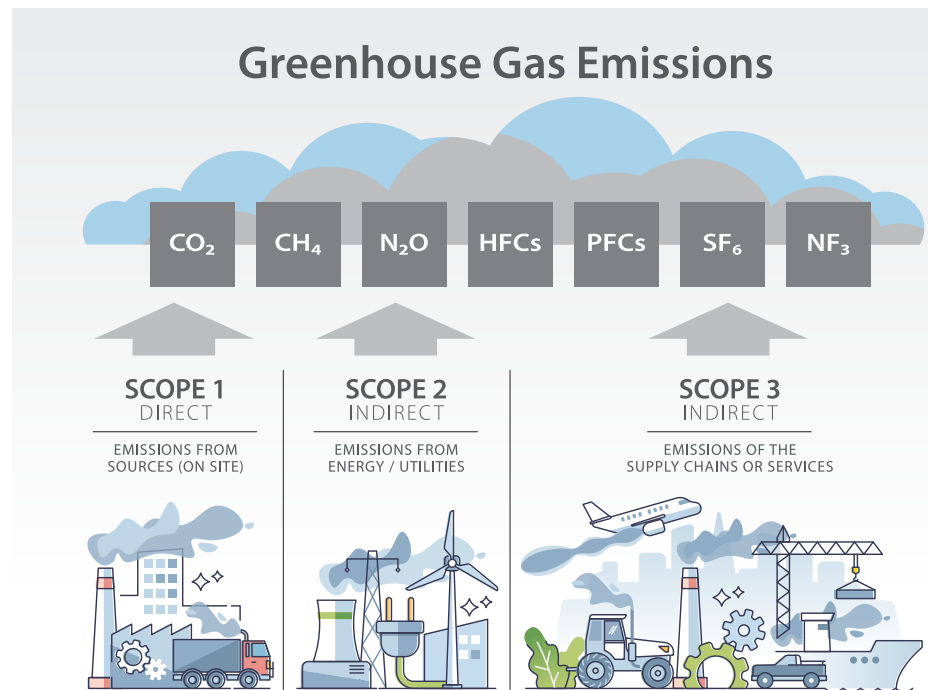 Greenhouse Gas Emissions
CO₂ CH₄ N₂O HFCs PFCs SF₆ NF₃
SCOPE 1
DIRECT
EMISSIONS FROM
SOURCES (ON SITE)
SCOPE 2
INDIRECT
EMISSIONS FROM
ENERGY / UTILITIES
SCOPE 3
INDIRECT
EMISSIONS OF THE
SUPPLY CHAINS OR SERVICES